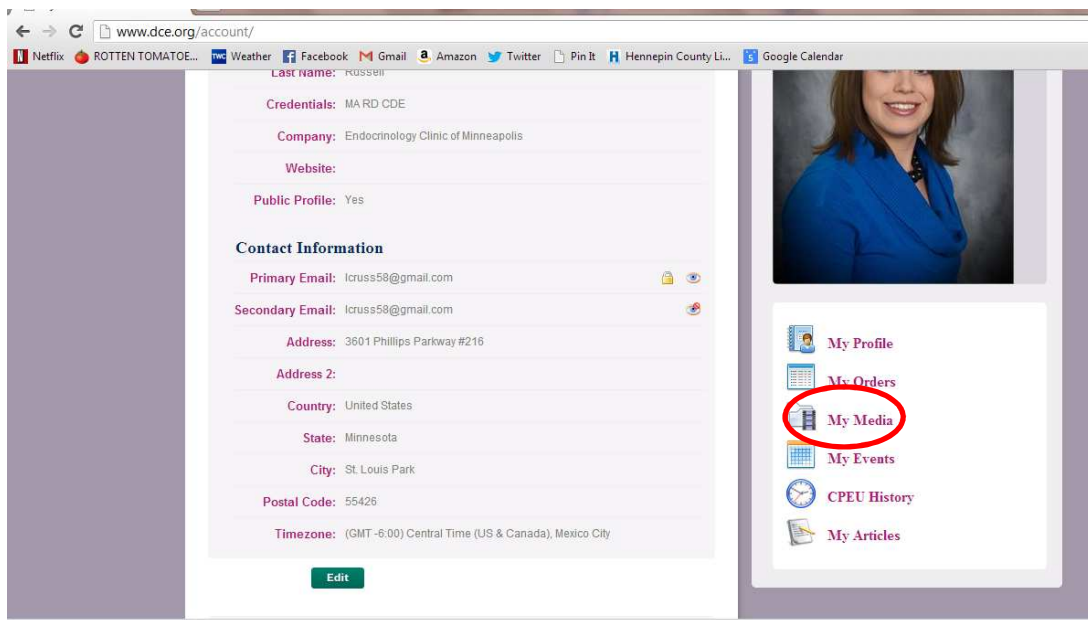 www.dce.org/account/
Netflix ROTTEN TOMATOE... Weather Facebook Gmail Amazon Twitter Pin It Hennepin County Li... Google Calendar
Last Name: Russell
Credentials: MA RD CDE
Company: Endocrinology Clinic of Minneapolis
Website:
Public Profile: Yes
Contact Information
Primary Email: lcruss58@gmail.com
Secondary Email: lcruss58@gmail.com
Address: 3601 Phillips Parkway #216
Address 2:
Country: United States
State: Minnesota
City: St. Louis Park
Postal Code: 55426
Timezone: (GMT -6:00) Central Time (US & Canada), Mexico City
Edit
My Profile
My Orders
My Media
My Events
CPEU History
My Articles